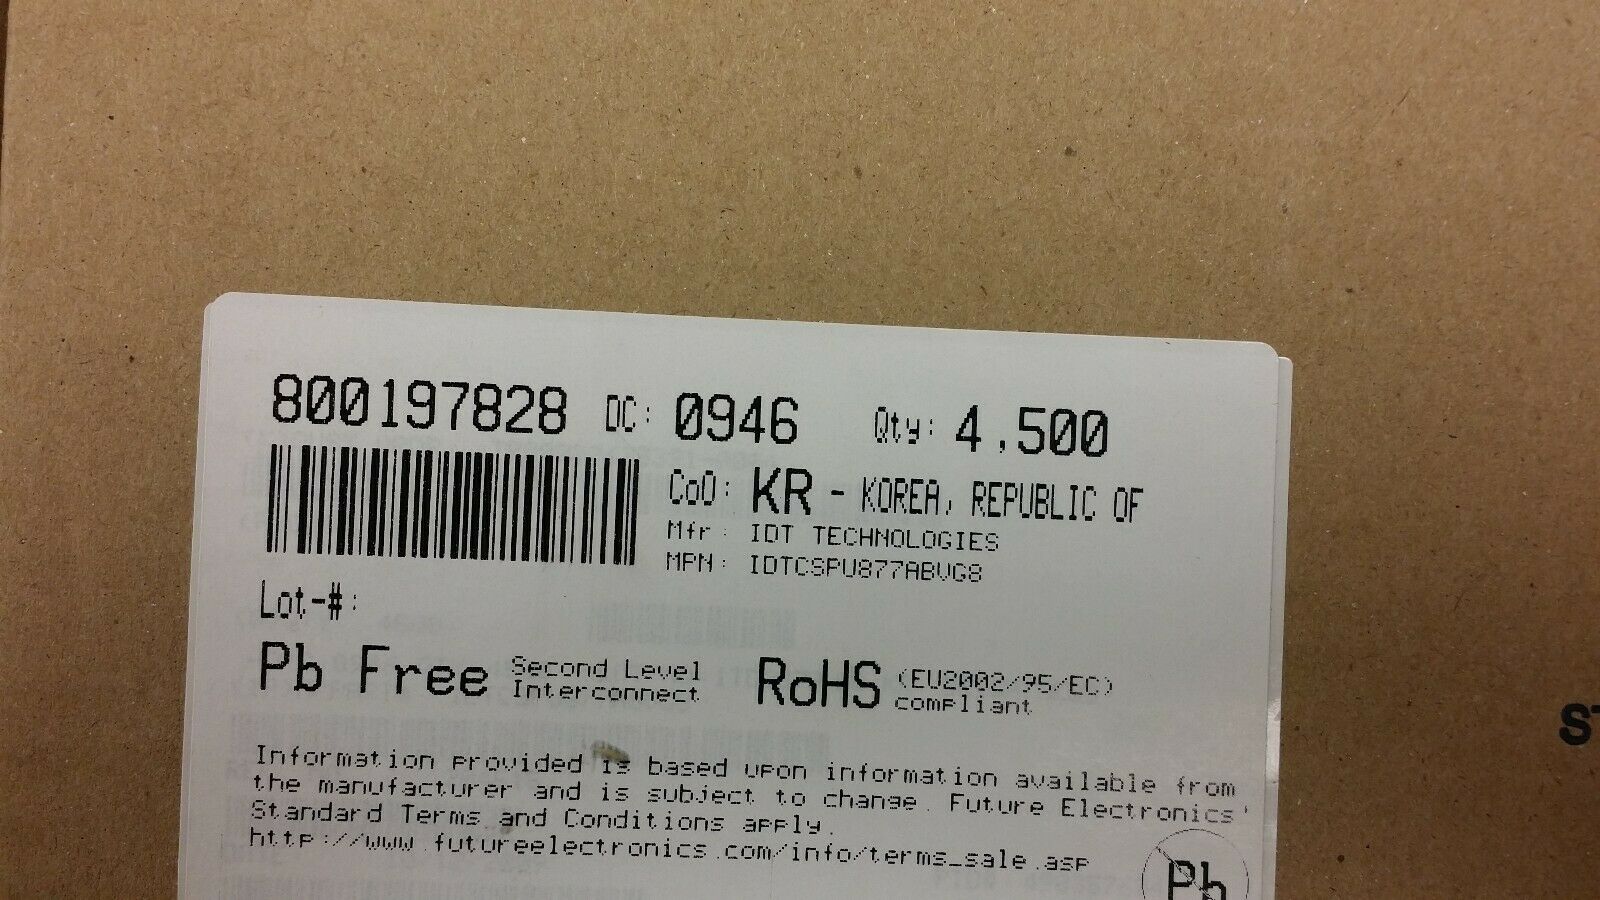 800197828 DC: 0946 Qty: 4,500
CoO: KR - KOREA, REPUBLIC OF
Mfr: IDT TECHNOLOGIES
MPN: IDTCSPU877ABVG8
Lot-#:
Pb Free Second Level Interconnect RoHS (EU2002/95/EC) compliant
Information provided is based upon information available from
the manufacturer and is subject to change. Future Electronics'
Standard Terms and Conditions apply.
http://www.futureelectronics.com/info/terms_sale.asp
Pb